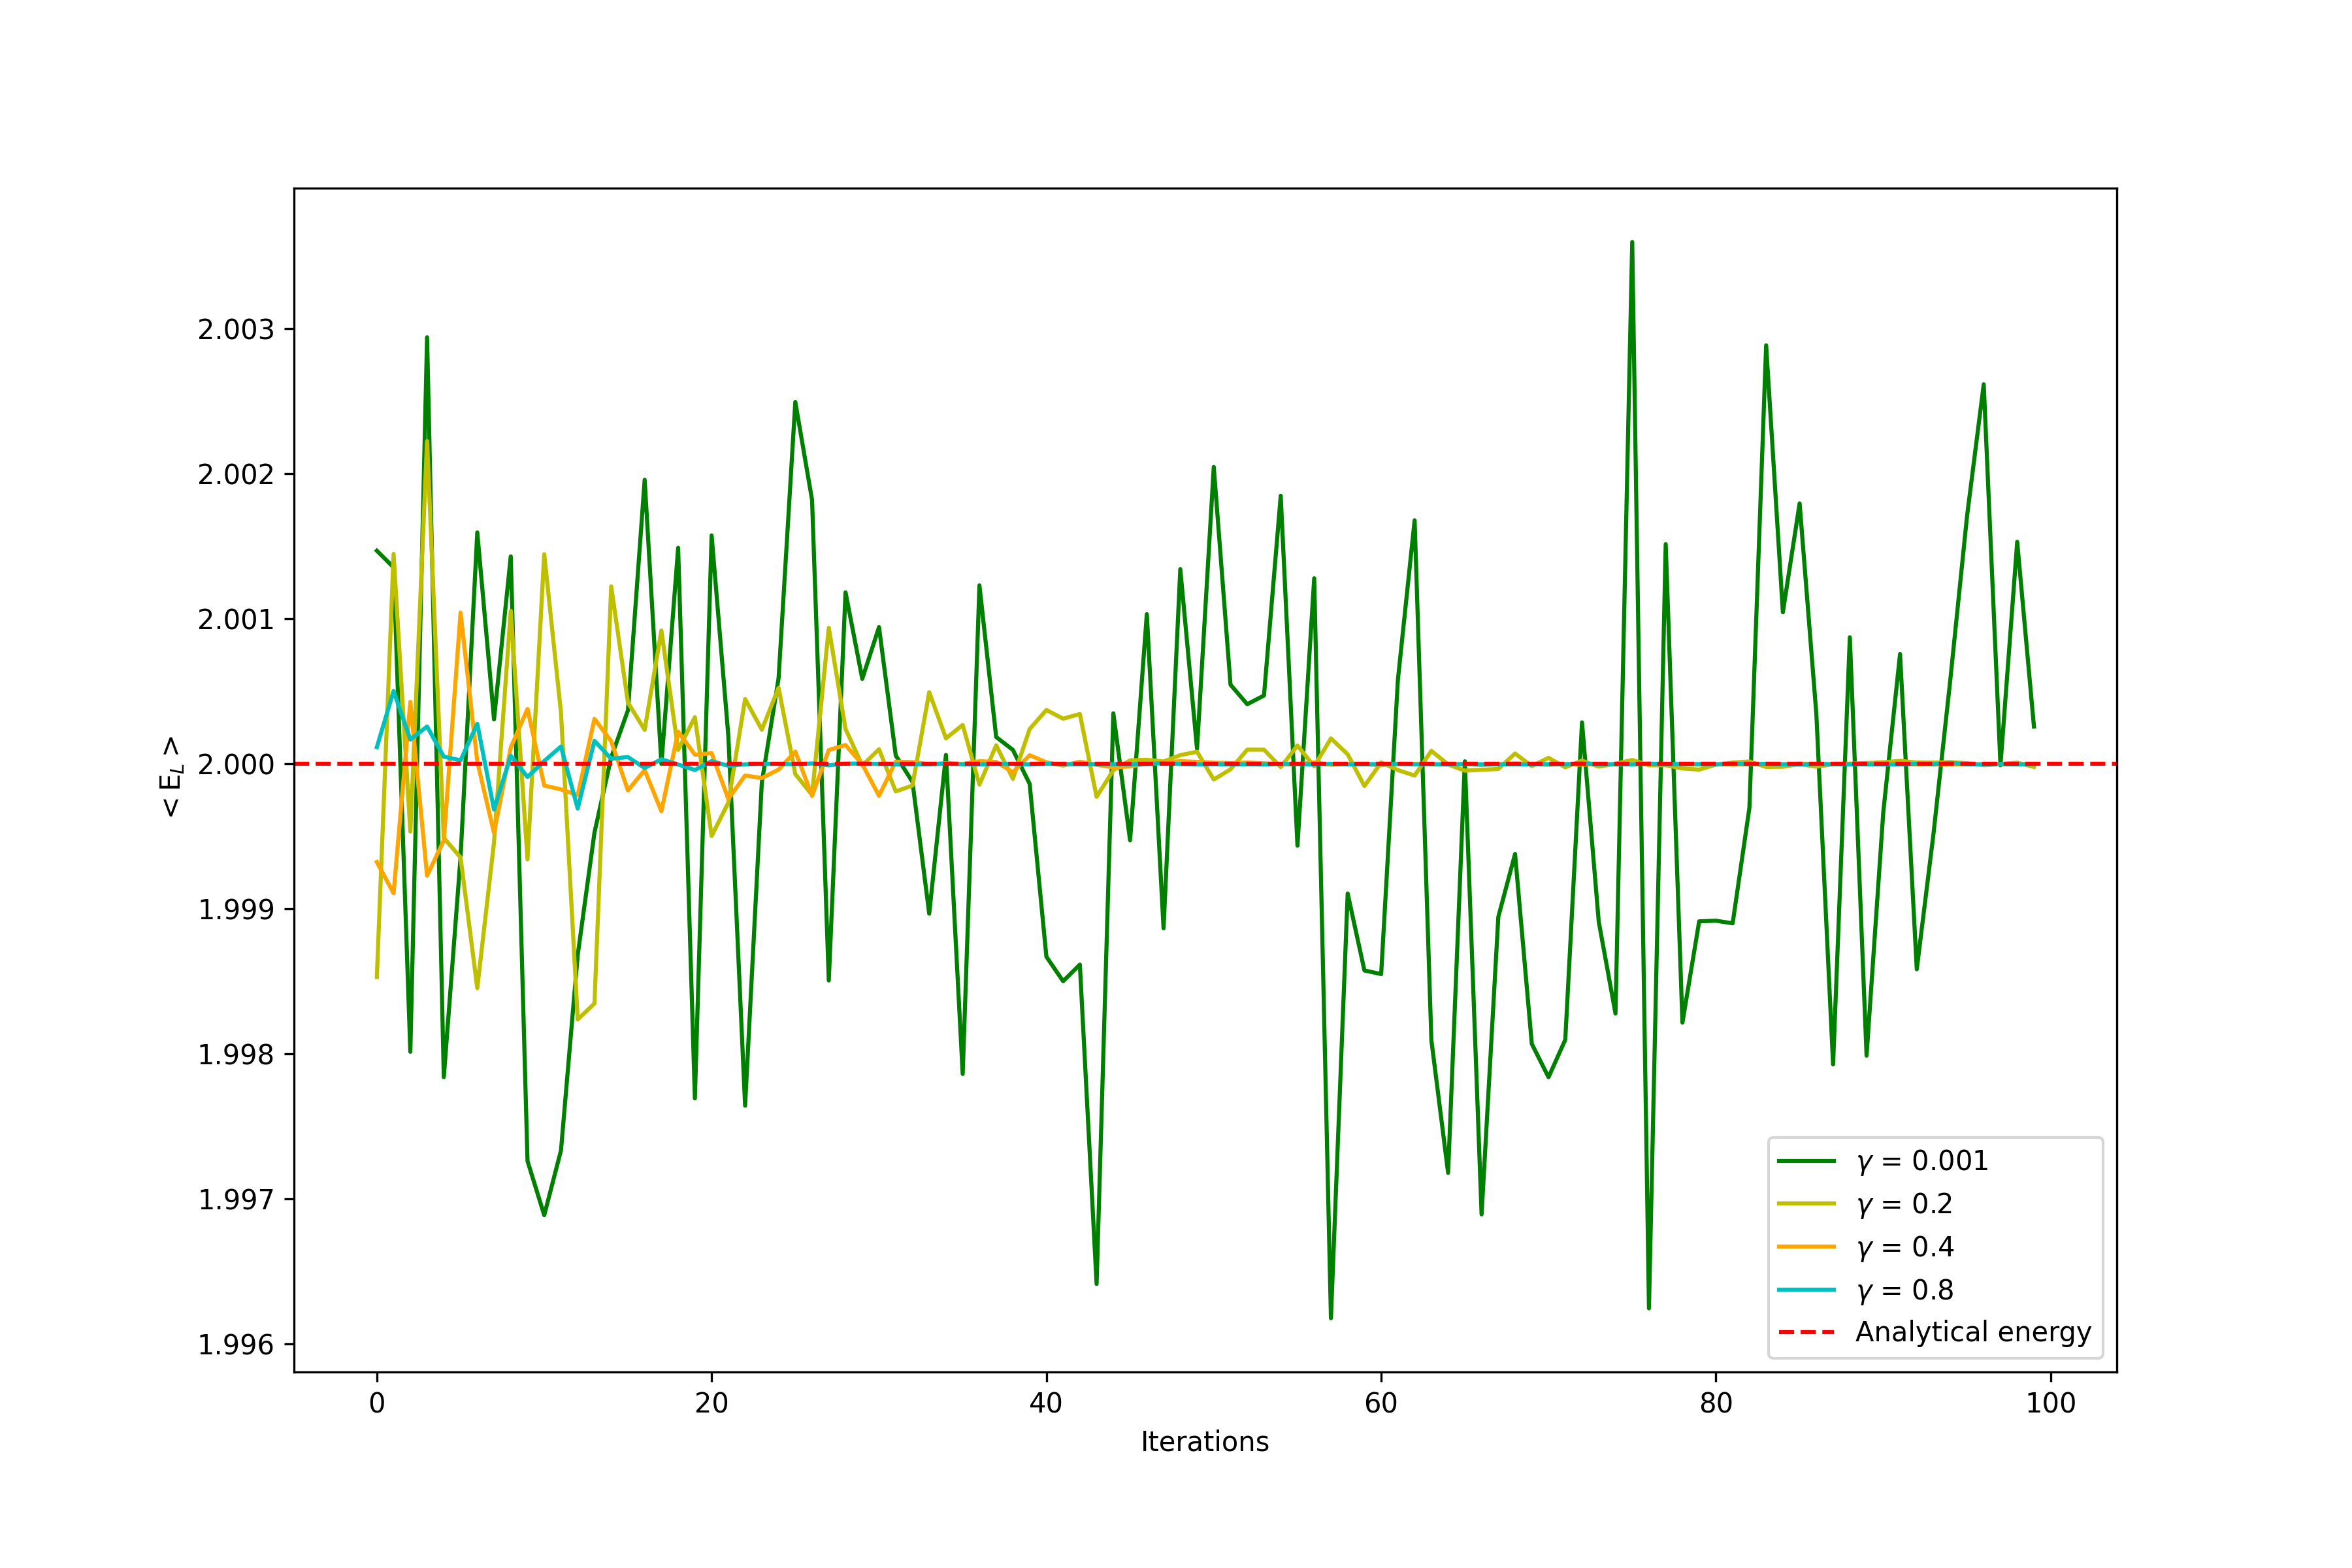 2.003
2.002
2.001
2.000
1.999
1.998
1.997
1.996
< E_L >
0 20 40 60 80 100
Iterations
γ = 0.001
γ = 0.2
γ = 0.4
γ = 0.8
Analytical energy